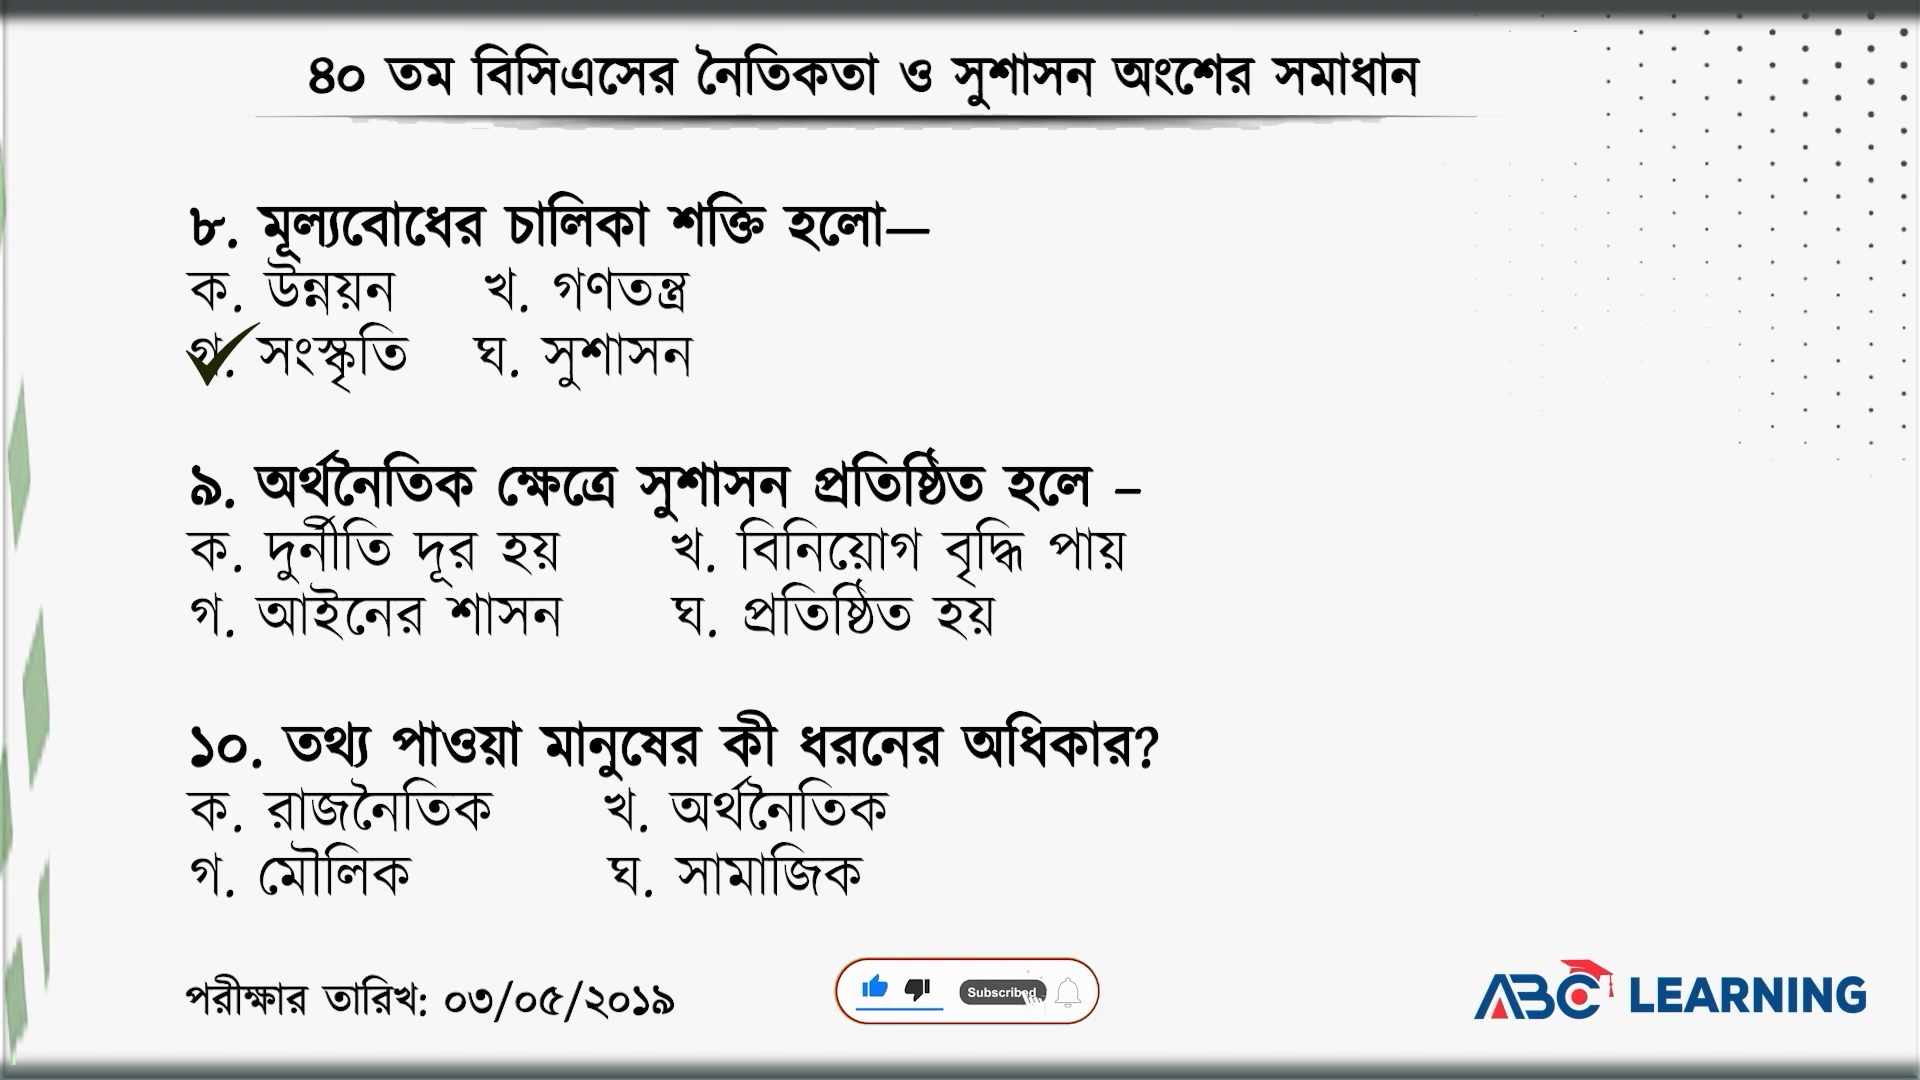 ৪০ তম বিসিএসের নৈতিকতা ও সুশাসন অংশের সমাধান
৮. মূল্যবোধের চালিকা শক্তি হলো—
ক. উন্নয়ন খ. গণতন্ত্র
গ. সংস্কৃতি ঘ. সুশাসন
৯. অর্থনৈতিক ক্ষেত্রে সুশাসন প্রতিষ্ঠিত হলে –
ক. দুর্নীতি দূর হয় খ. বিনিয়োগ বৃদ্ধি পায়
গ. আইনের শাসন ঘ. প্রতিষ্ঠিত হয়
১০. তথ্য পাওয়া মানুষের কী ধরনের অধিকার?
ক. রাজনৈতিক খ. অর্থনৈতিক
গ. মৌলিক ঘ. সামাজিক
পরীক্ষার তারিখ: ০৩/০৫/২০১৯
Subscribed
ABC LEARNING